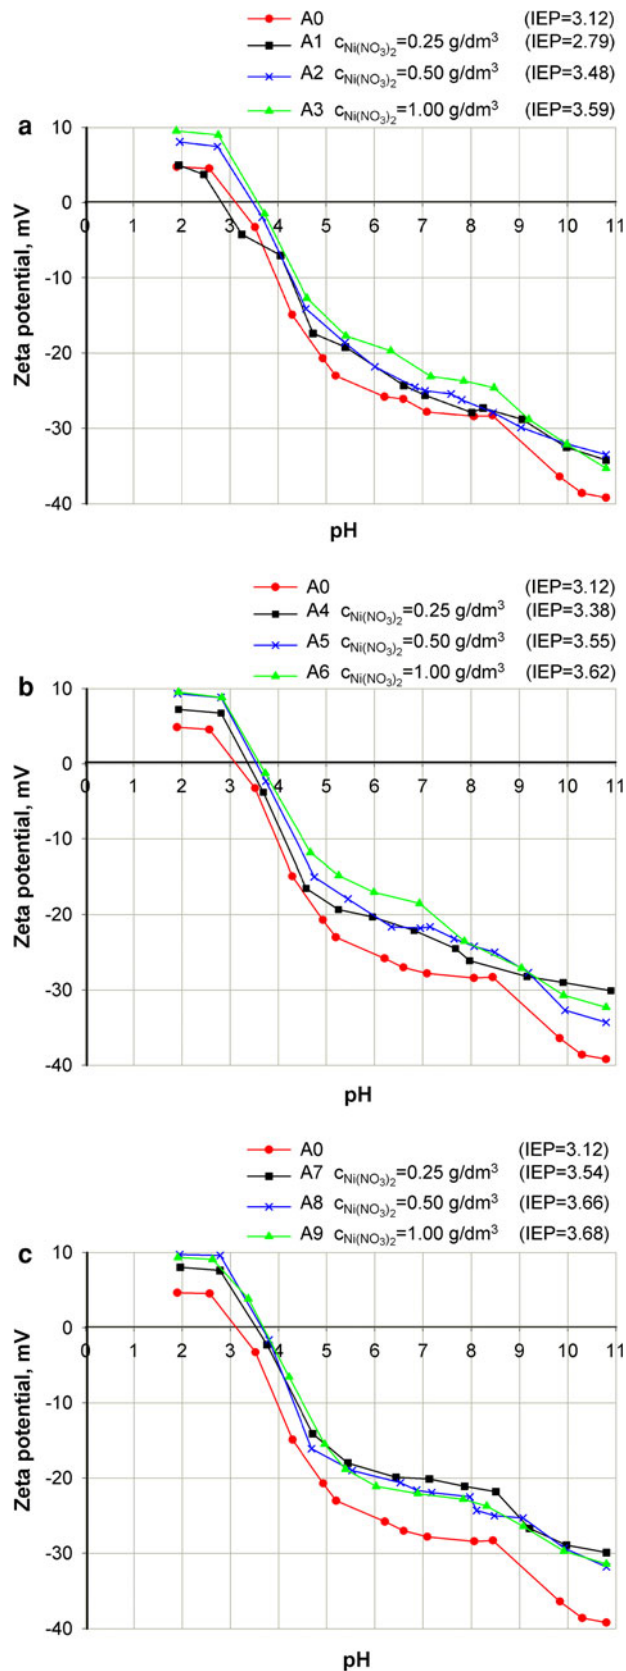 A0 (IEP=3.12)
A1 cNi(NO3)2=0.25 g/dm³ (IEP=2.79)
A2 cNi(NO3)2=0.50 g/dm³ (IEP=3.48)
A3 cNi(NO3)2=1.00 g/dm³ (IEP=3.59)
a
10
0
-10
-20
-30
-40
0 1 2 3 4 5 6 7 8 9 10 11
Zeta potential, mV
pH
A0 (IEP=3.12)
A4 cNi(NO3)2=0.25 g/dm³ (IEP=3.38)
A5 cNi(NO3)2=0.50 g/dm³ (IEP=3.55)
A6 cNi(NO3)2=1.00 g/dm³ (IEP=3.62)
b
10
0
-10
-20
-30
-40
0 1 2 3 4 5 6 7 8 9 10 11
Zeta potential, mV
pH
A0 (IEP=3.12)
A7 cNi(NO3)2=0.25 g/dm³ (IEP=3.54)
A8 cNi(NO3)2=0.50 g/dm³ (IEP=3.66)
A9 cNi(NO3)2=1.00 g/dm³ (IEP=3.68)
c
10
0
-10
-20
-30
-40
0 1 2 3 4 5 6 7 8 9 10 11
Zeta potential, mV
pH